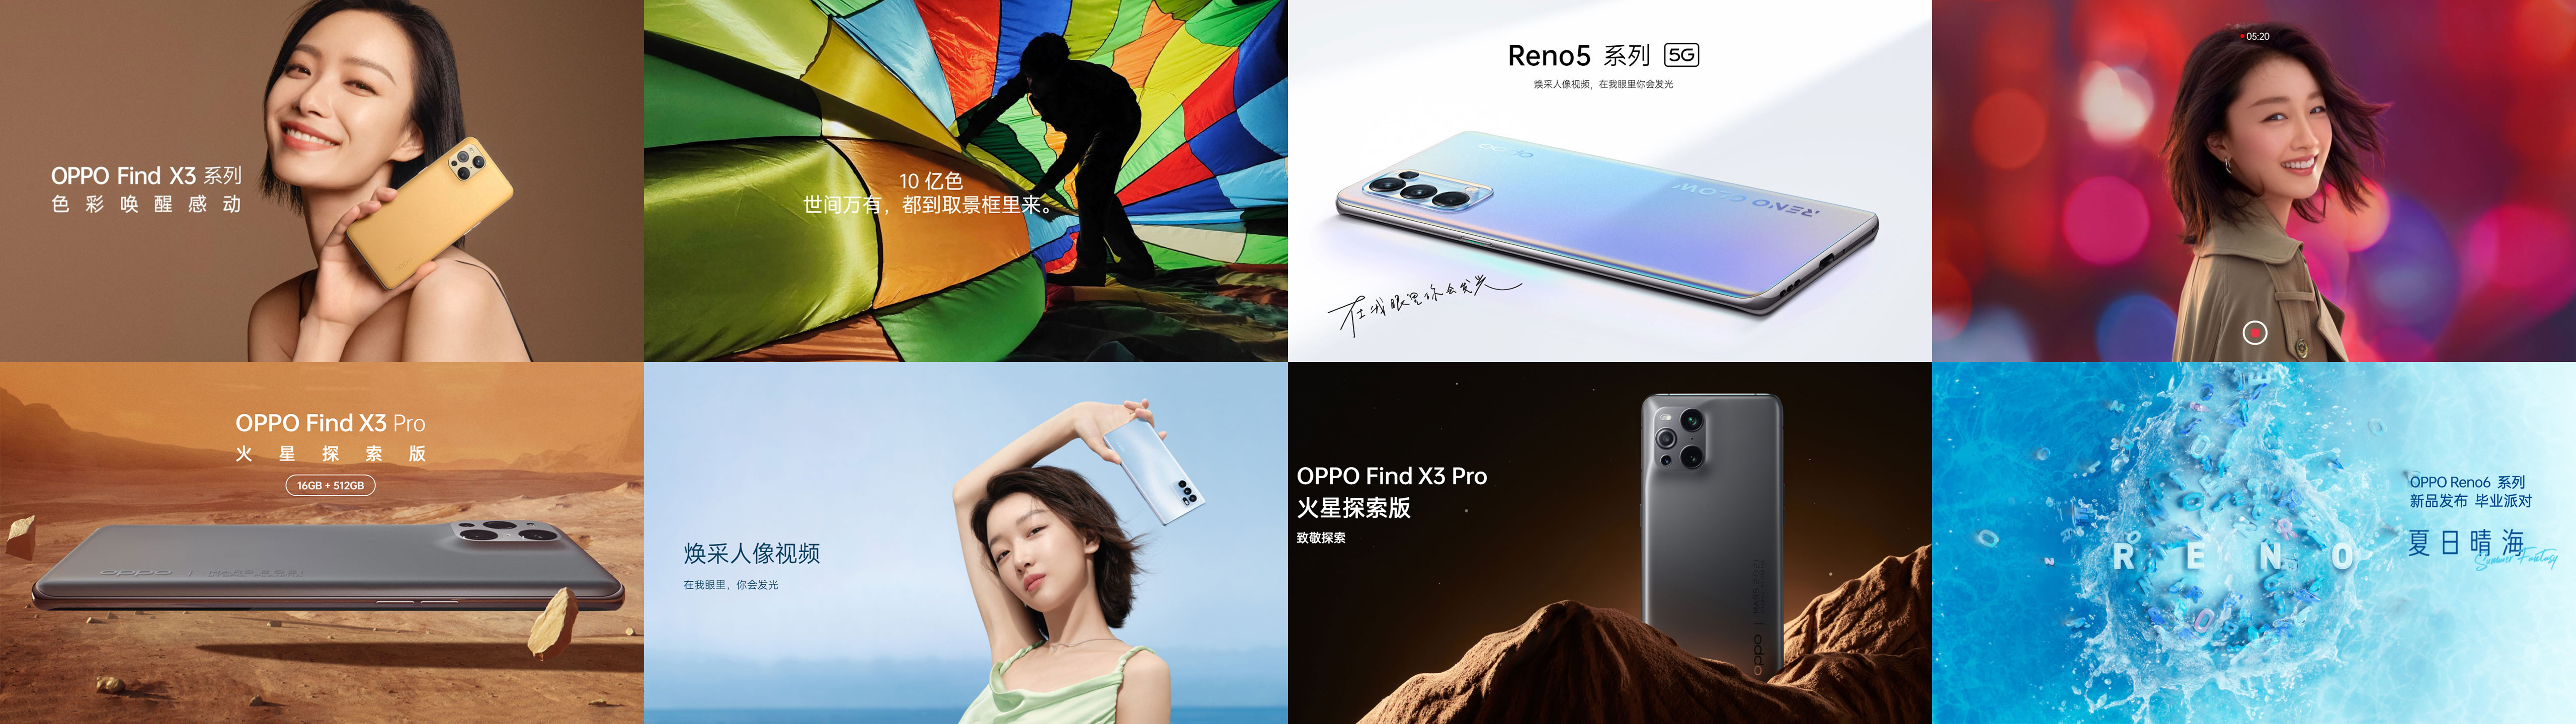 OPPO Find X3 系列
色彩唤醒感动
10 亿色
世间万有，都到取景框里来。
Reno5 系列 5G
焕采人像视频，在我眼里你会发光
OPPO
RENO GLOW
在我眼里你会发光
05:20
OPPO Find X3 Pro
火星探索版
16GB + 512GB
oppo
焕采人像视频
在我眼里，你会发光
OPPO Find X3 Pro
火星探索版
致敬探索
oppo
RENO
OPPO Reno6 系列
新品发布 毕业派对
夏日晴海
Summer Fantasy